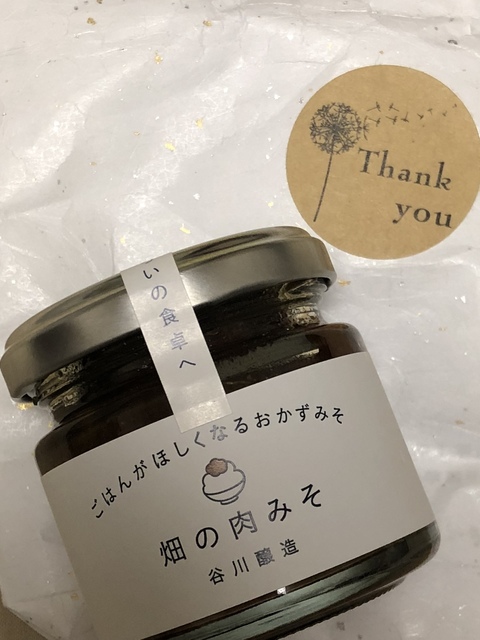 Thank
you
いの食卓へ
ごはんがほしくなるおかずみそ
畑の肉みそ
谷川醸造